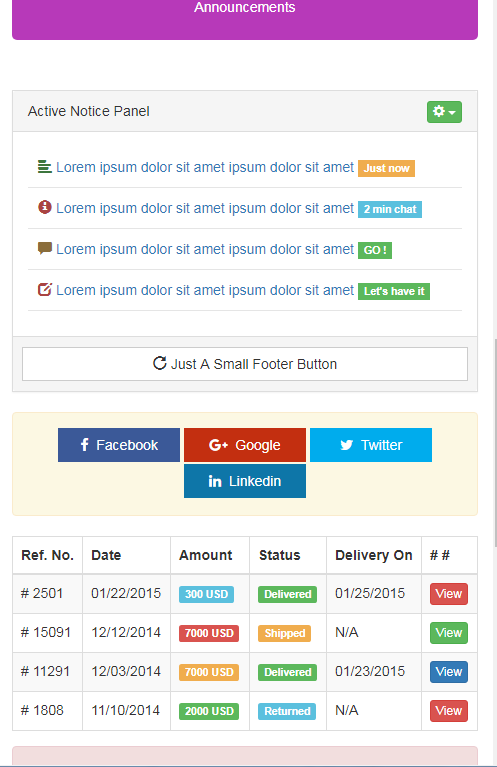 Announcements
Active Notice Panel
Lorem ipsum dolor sit amet ipsum dolor sit amet Just now
Lorem ipsum dolor sit amet ipsum dolor sit amet 2 min chat
Lorem ipsum dolor sit amet ipsum dolor sit amet GO !
Lorem ipsum dolor sit amet ipsum dolor sit amet Let's have it
Just A Small Footer Button
Facebook Google Twitter
Linkedin
Ref. No. Date Amount Status Delivery On # #
# 2501 01/22/2015 300 USD Delivered 01/25/2015 View
# 15091 12/12/2014 7000 USD Shipped N/A View
# 11291 12/03/2014 7000 USD Delivered 01/23/2015 View
# 1808 11/10/2014 2000 USD Returned N/A View